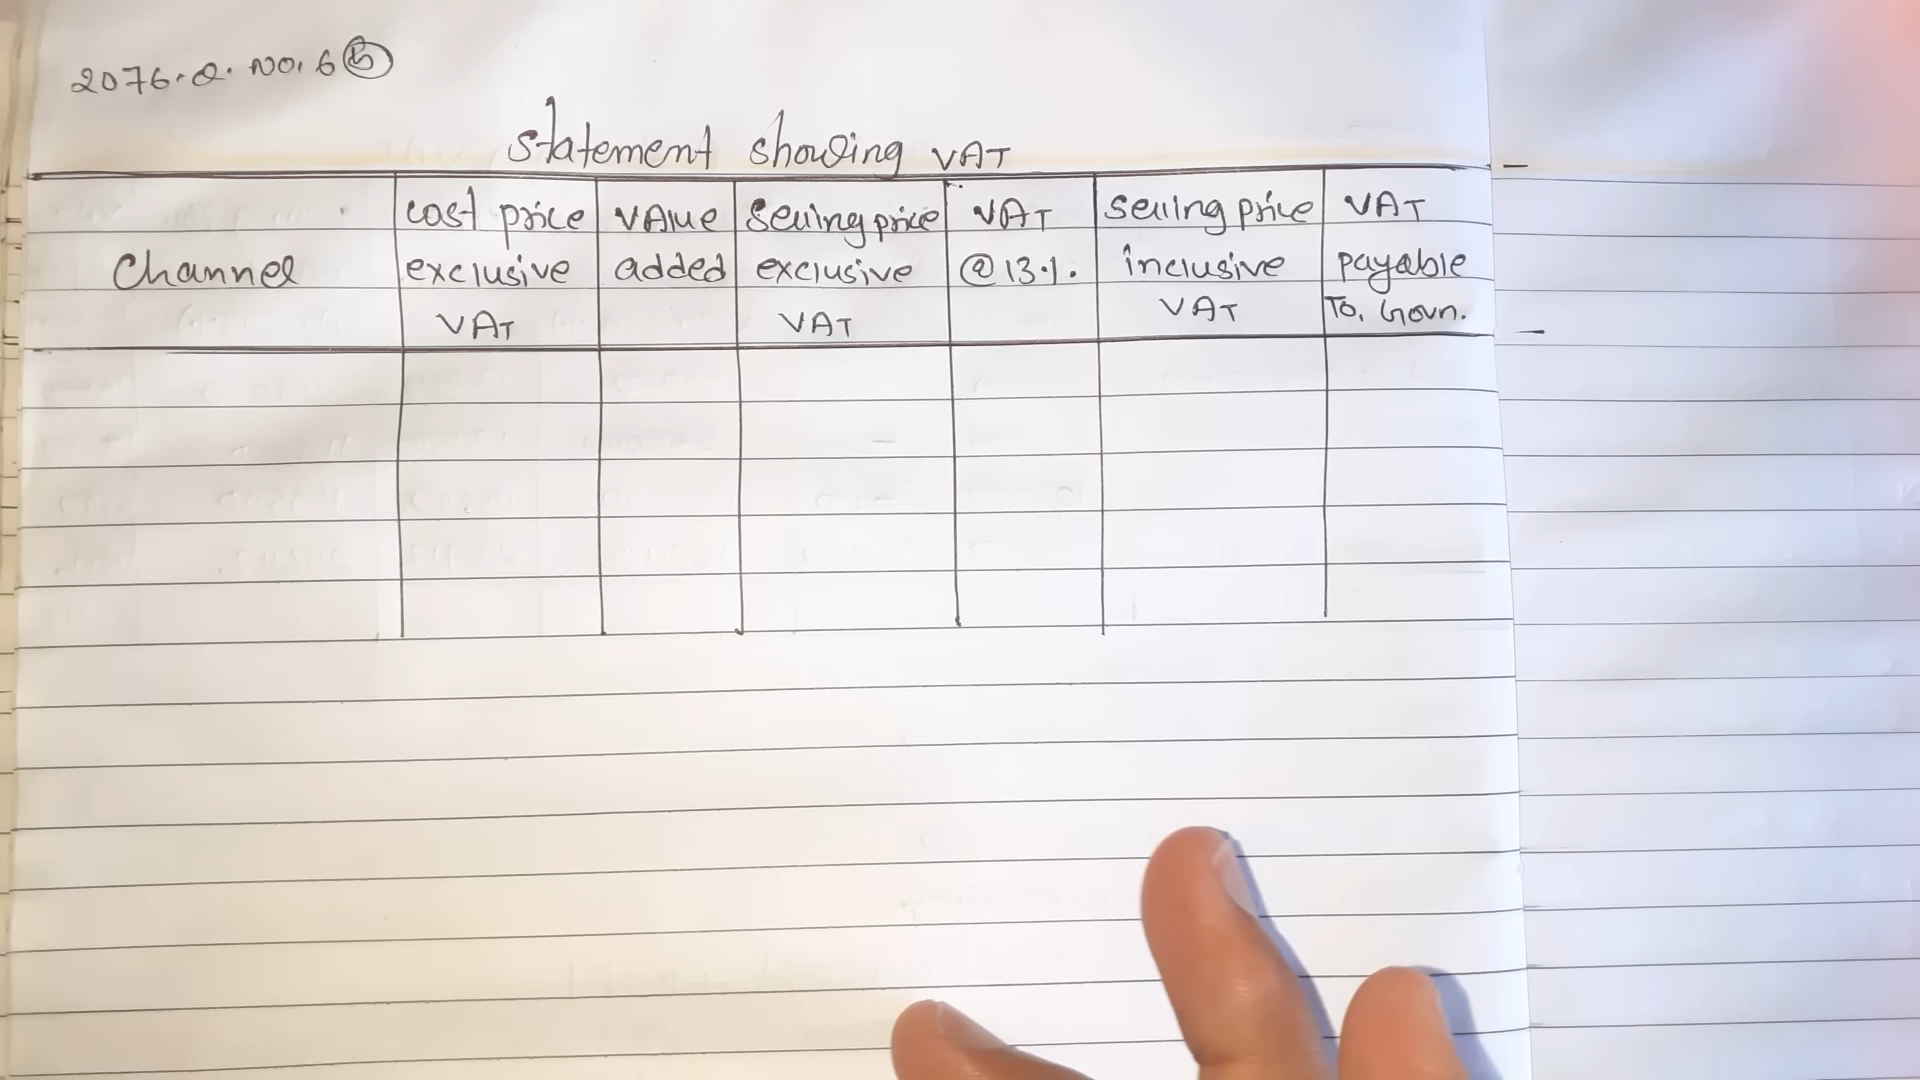 2076.Q. NO. 6 b
Statement showing VAT
Channel
cost price
exclusive
VAT
VAlue
added
Selling price
exclusive
VAT
VAT
@ 13%.
Selling price
inclusive
VAT
VAT
payable
To. Govn.